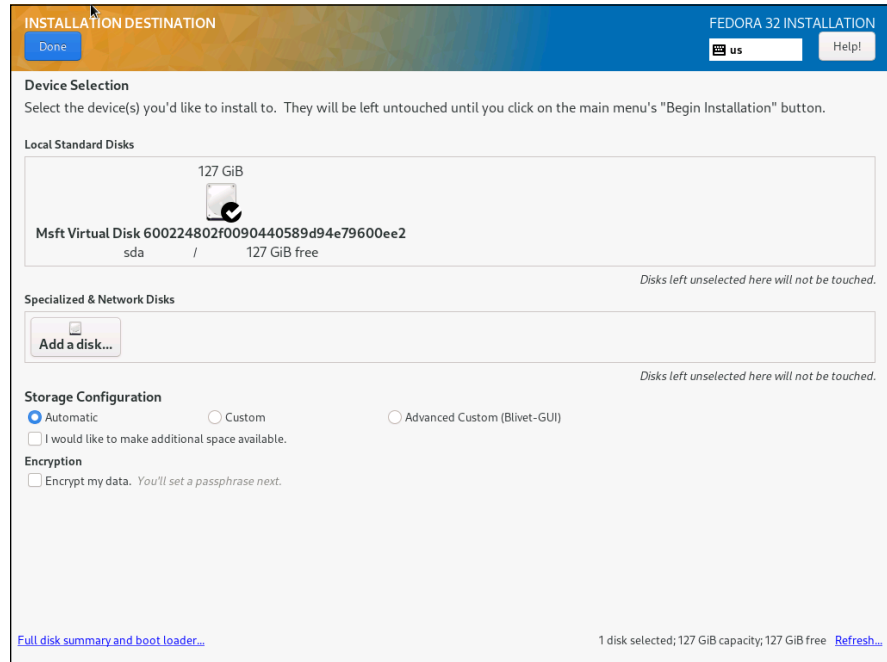 INSTALLATION DESTINATION
FEDORA 32 INSTALLATION
Done
us
Help!
Device Selection
Select the device(s) you'd like to install to. They will be left untouched until you click on the main menu's "Begin Installation" button.
Local Standard Disks
127 GiB
Msft Virtual Disk 600224802f0090440589d94e79600ee2
sda / 127 GiB free
Disks left unselected here will not be touched.
Specialized & Network Disks
Add a disk...
Disks left unselected here will not be touched.
Storage Configuration
Automatic Custom Advanced Custom (Blivet-GUI)
I would like to make additional space available.
Encryption
Encrypt my data. You'll set a passphrase next.
Full disk summary and boot loader... 1 disk selected; 127 GiB capacity; 127 GiB free Refresh...